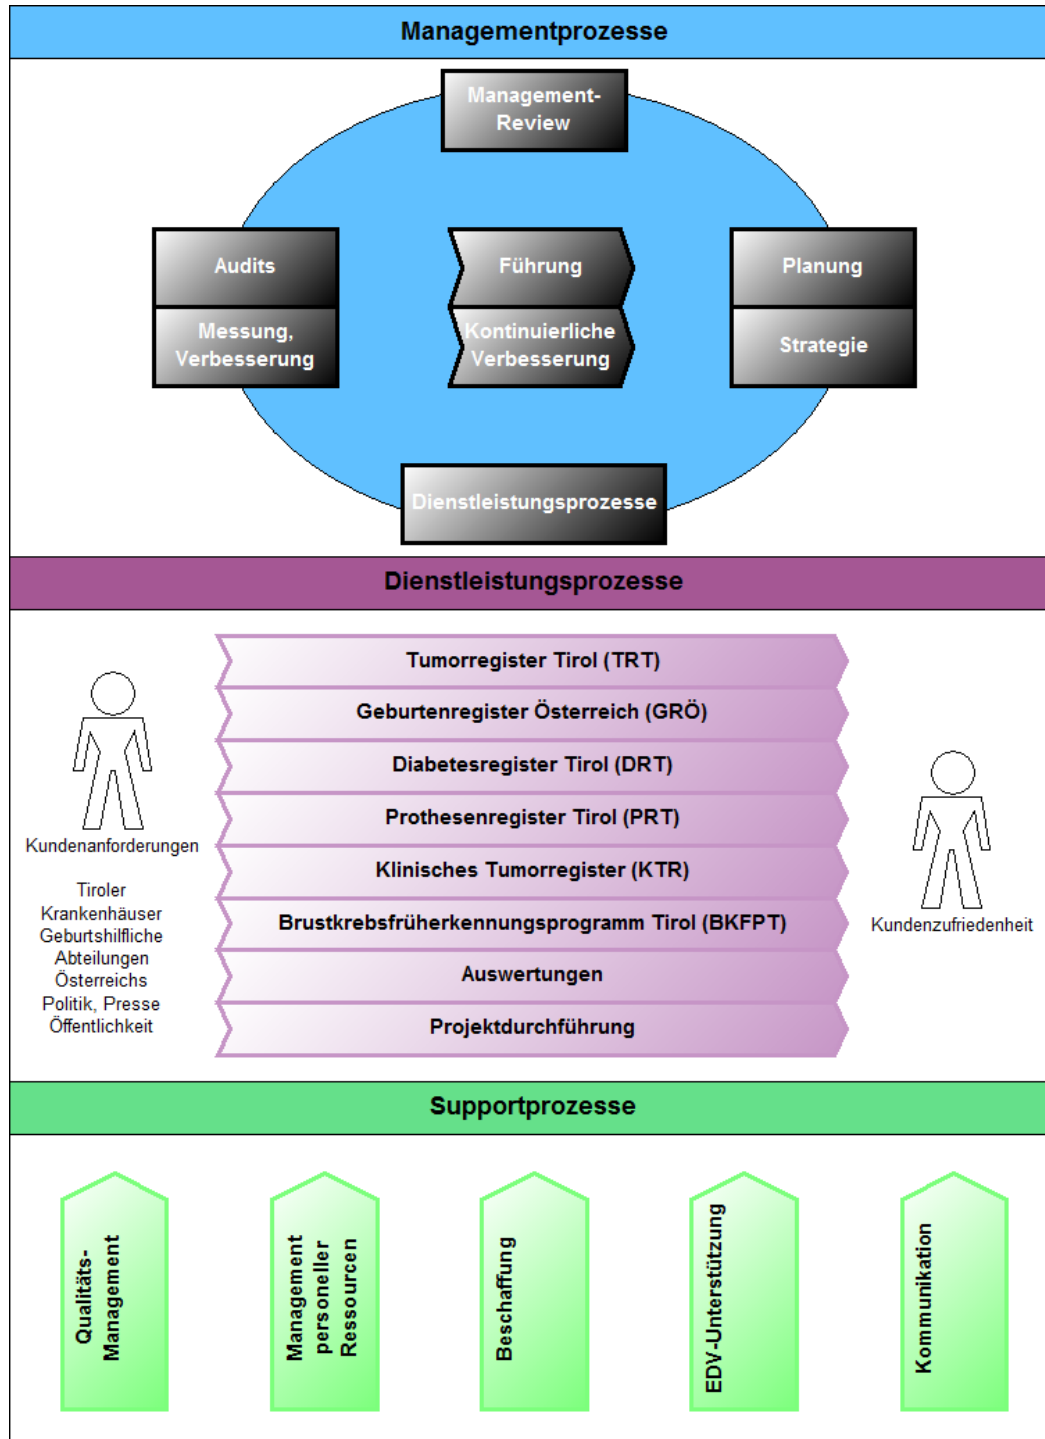 Managementprozesse
Management-
Review
Audits
Führung
Planung
Messung,
Verbesserung
Kontinuierliche
Verbesserung
Strategie
Dienstleistungsprozesse
Dienstleistungsprozesse
Tumorregister Tirol (TRT)
Geburtenregister Österreich (GRÖ)
Diabetesregister Tirol (DRT)
Prothesenregister Tirol (PRT)
Klinisches Tumorregister (KTR)
Brustkrebsfrüherkennungsprogramm Tirol (BKFPT)
Auswertungen
Projektdurchführung
Kundenanforderungen
Tiroler
Krankenhäuser
Geburtshilfliche
Abteilungen
Österreichs
Politik, Presse
Öffentlichkeit
Kundenzufriedenheit
Supportprozesse
Qualitäts-
Management
Management
personeller
Ressourcen
Beschaffung
EDV-Unterstützung
Kommunikation